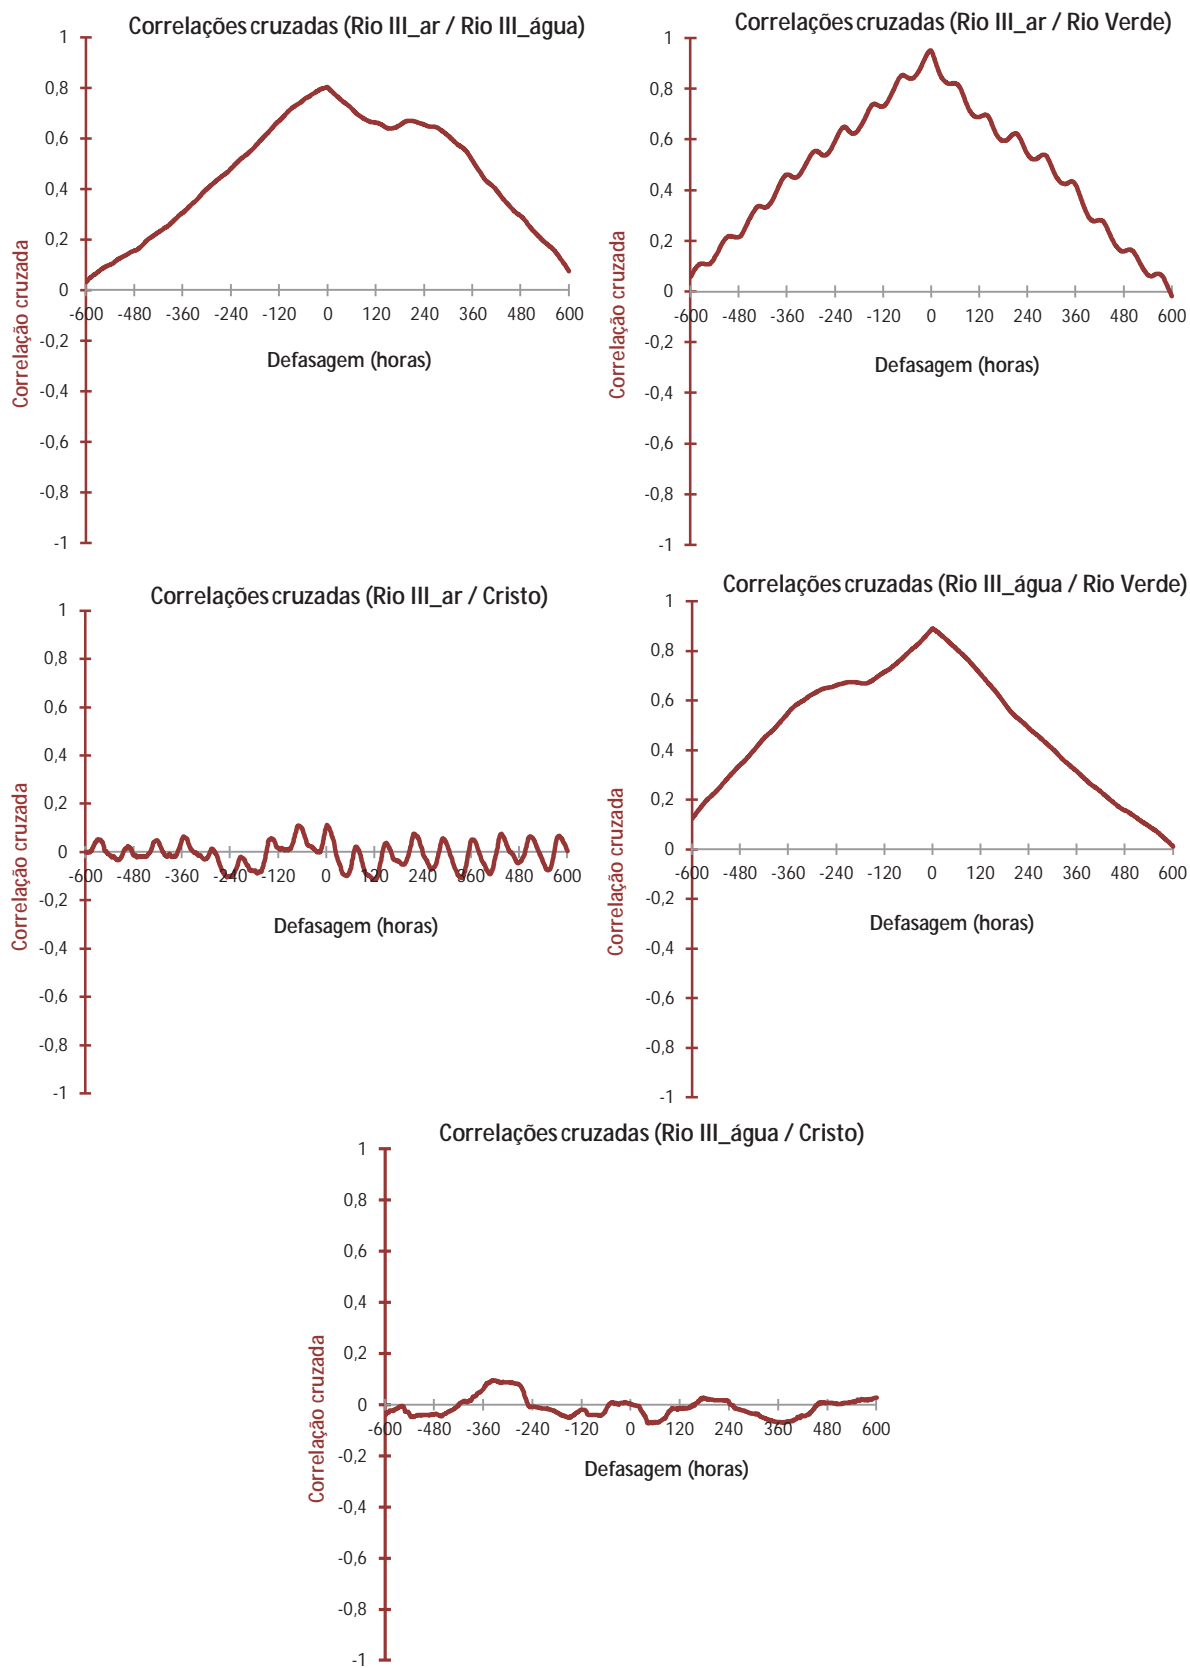 Correlações cruzadas (Rio III_ar / Rio III_água)
1
0,8
0,6
0,4
0,2
0
-0,2
-0,4
-0,6
-0,8
-1
-600 -480 -360 -240 -120 0 120 240 360 480 600
Defasagem (horas)
Correlação cruzada
Correlações cruzadas (Rio III_ar / Rio Verde)
1
0,8
0,6
0,4
0,2
0
-0,2
-0,4
-0,6
-0,8
-1
-600 -480 -360 -240 -120 0 120 240 360 480 600
Defasagem (horas)
Correlação cruzada
Correlações cruzadas (Rio III_ar / Cristo)
1
0,8
0,6
0,4
0,2
0
-0,2
-0,4
-0,6
-0,8
-1
-600 -480 -360 -240 -120 0 120 240 360 480 600
Defasagem (horas)
Correlação cruzada
Correlações cruzadas (Rio III_água / Rio Verde)
1
0,8
0,6
0,4
0,2
0
-0,2
-0,4
-0,6
-0,8
-1
-600 -480 -360 -240 -120 0 120 240 360 480 600
Defasagem (horas)
Correlação cruzada
Correlações cruzadas (Rio III_água / Cristo)
1
0,8
0,6
0,4
0,2
0
-0,2
-0,4
-0,6
-0,8
-1
-600 -480 -360 -240 -120 0 120 240 360 480 600
Defasagem (horas)
Correlação cruzada